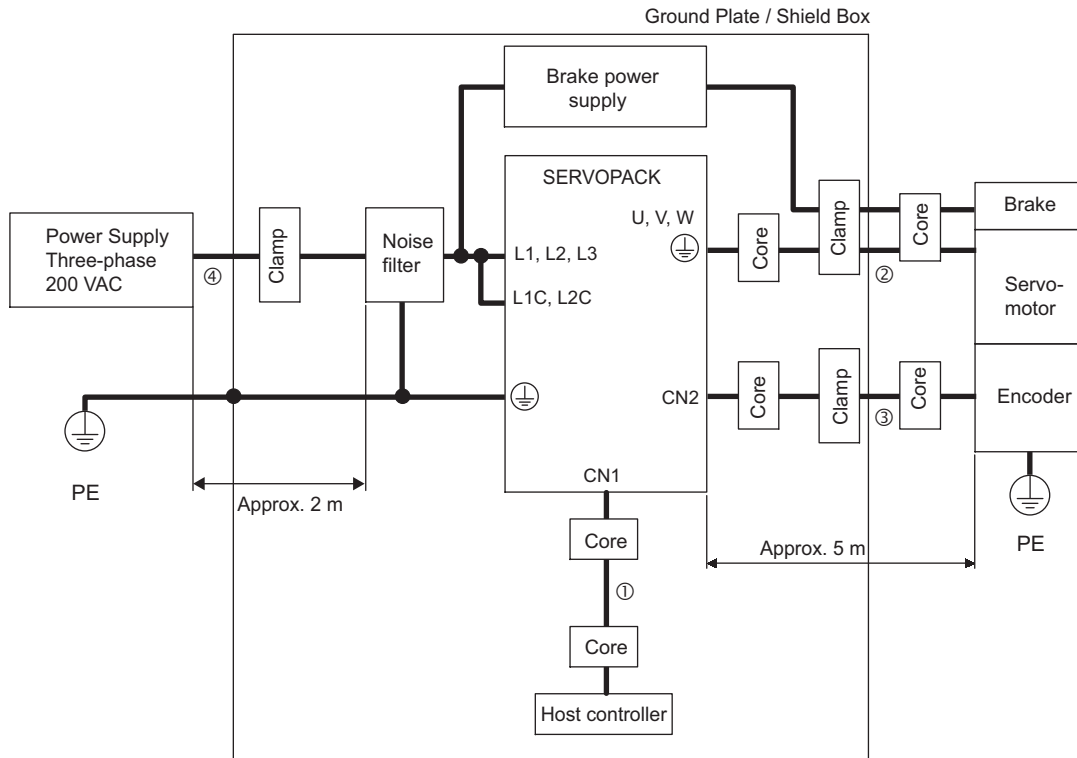 Ground Plate / Shield Box
Brake power
supply
SERVOPACK
U, V, W
Power Supply
Three-phase
200 VAC
④
Clamp
Noise
filter
L1, L2, L3
L1C, L2C
Core
Clamp
②
Core
Brake
Servo-
motor
CN2
Core
Clamp
③
Core
Encoder
PE
Approx. 2 m
CN1
Approx. 5 m
PE
Core
①
Core
Host controller